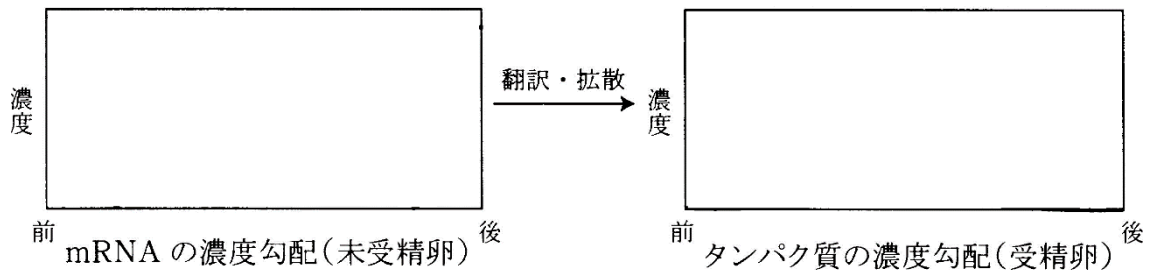 濃度
翻訳・拡散
濃度
前
後
前
後
mRNA の濃度勾配(未受精卵)
タンパク質の濃度勾配(受精卵)